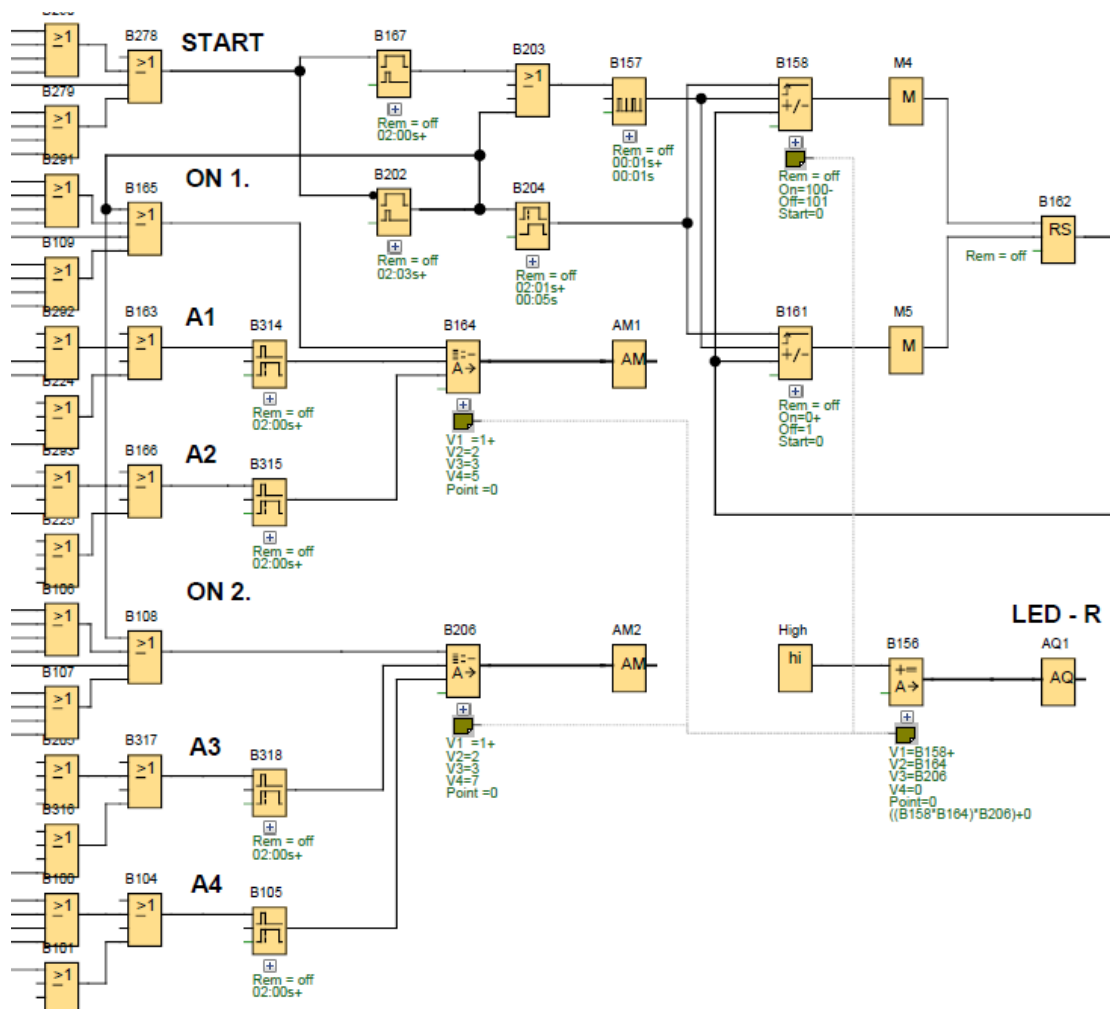 START
B278
≥1
≥1
B279
≥1
B167
Rem = off
02:00s+
B203
≥1
B157
Rem = off
00:01s+
00:01s
B158
+/-
Rem = off
On=100-
Off=101
Start=0
M4
M
B291
≥1
ON 1.
B165
≥1
B109
≥1
B202
Rem = off
02:03s+
B204
Rem = off
02:01s+
00:05s
B162
RS
Rem = off
B292
≥1
B163
≥1
A1
B314
Rem = off
02:00s+
B224
≥1
B164
A→
V1 =1+
V2=2
V3=3
V4=5
Point =0
AM1
AM
B161
+/-
Rem = off
On=0+
Off=1
Start=0
M5
M
B293
≥1
B166
≥1
A2
B315
Rem = off
02:00s+
B225
≥1
ON 2.
B106
≥1
B108
≥1
B107
≥1
B206
A→
V1 =1+
V2=2
V3=3
V4=7
Point =0
AM2
AM
High
hi
LED - R
B156
+=
A→
V1=B158+
V2=B164
V3=B206
V4=0
Point=0
((B158*B164)*B206)+0
AQ1
AQ
B205
≥1
B317
≥1
A3
B318
Rem = off
02:00s+
B316
≥1
B100
≥1
B104
≥1
A4
B105
Rem = off
02:00s+
B101
≥1